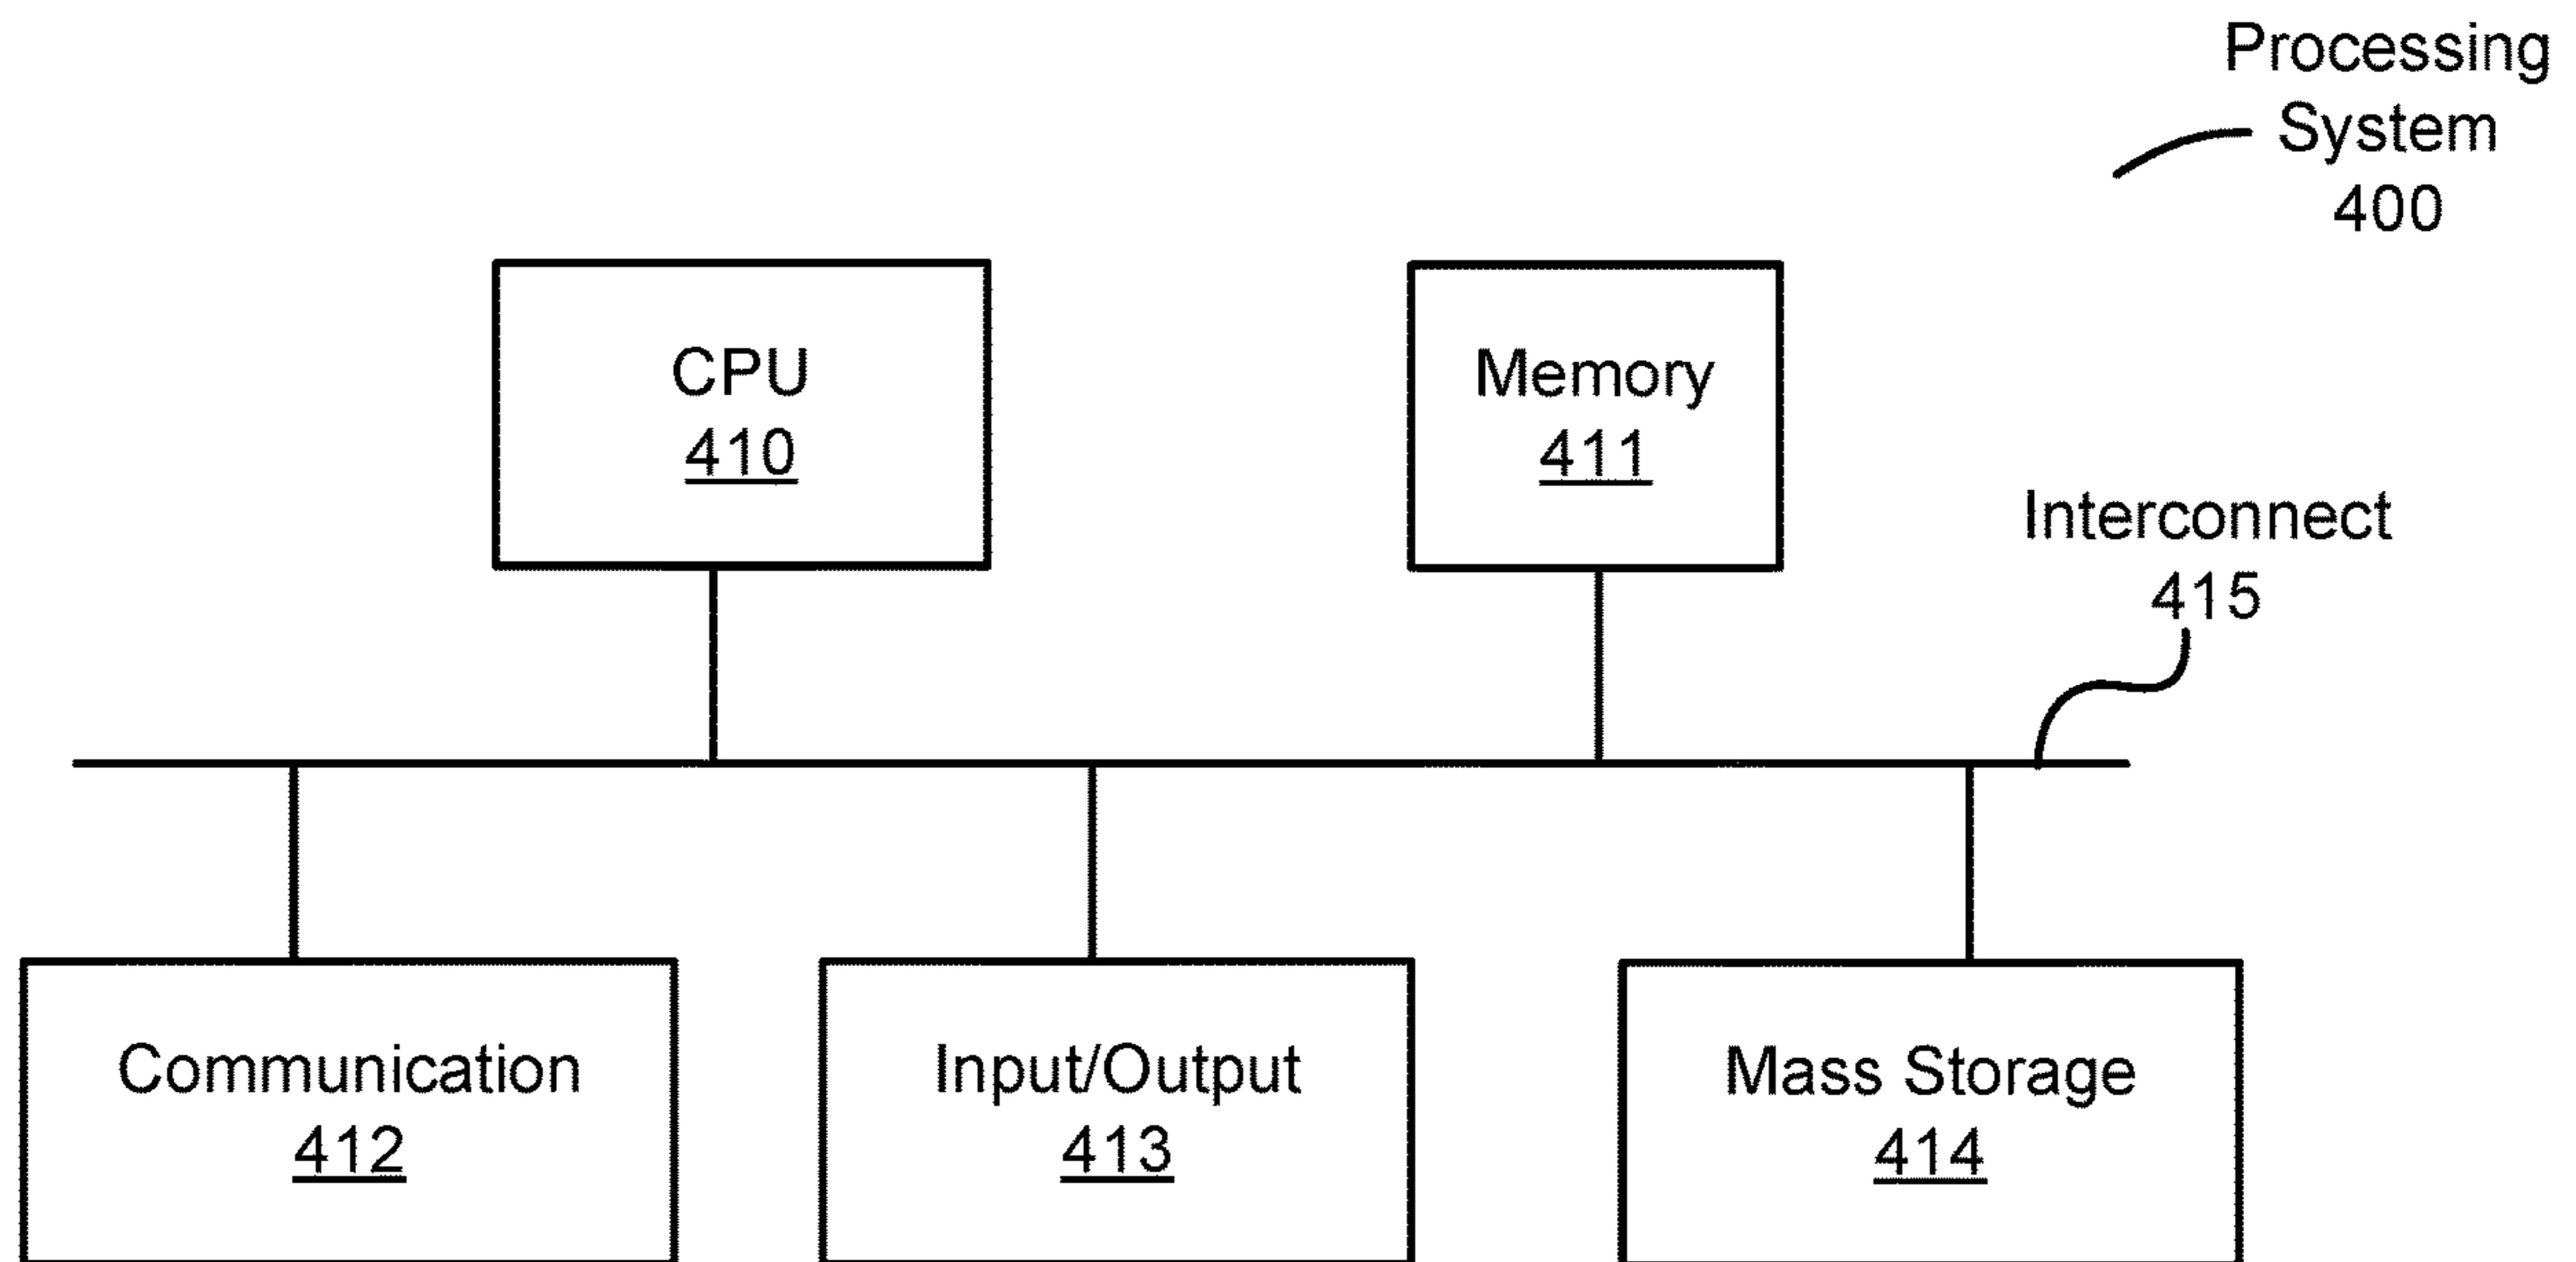 Processing
System
400
CPU
410
Memory
411
Interconnect
415
Communication
412
Input/Output
413
Mass Storage
414